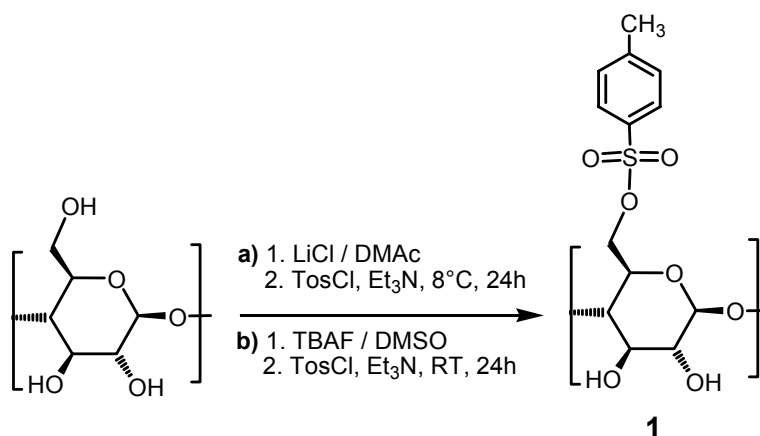 CH₃
O
S
O
O
OH
O
O
HO
OH
a) 1. LiCl / DMAc
2. TosCl, Et₃N, 8°C, 24h
b) 1. TBAF / DMSO
2. TosCl, Et₃N, RT, 24h
O
O
HO
OH
1